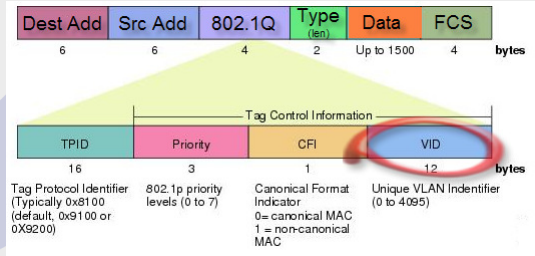 Dest Add Src Add 802.1Q Type (len) Data FCS
6 6 4 2 Up to 1500 4 bytes
Tag Control Information
TPID Priority CFI VID
16 3 1 12 bytes
Tag Protocol Identifier
(Typically 0x8100
(default, 0x9100 or
0X9200)
802.1p priority
levels (0 to 7)
Canonical Format
Indicator
0= canonical MAC
1 = non-canonical
MAC
Unique VLAN Indentifier
(0 to 4095)